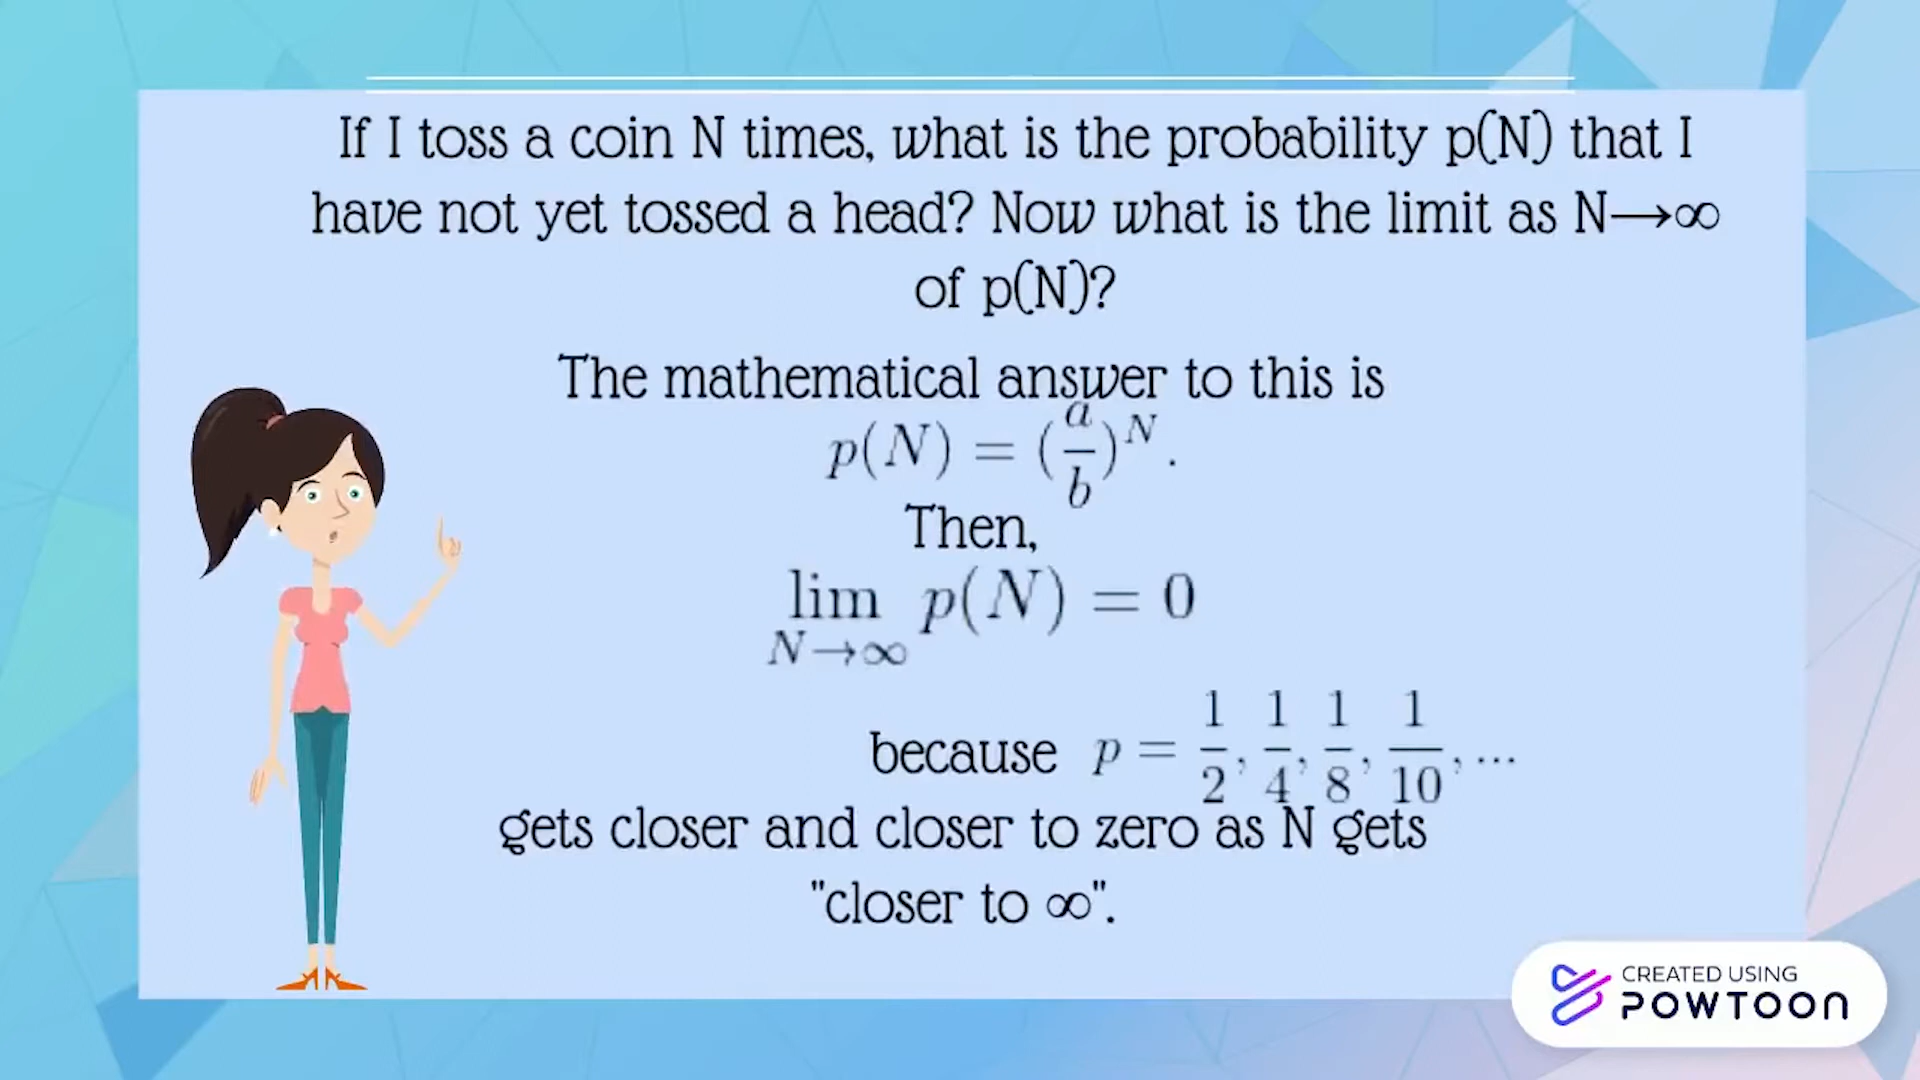 If I toss a coin N times, what is the probability p(N) that I
have not yet tossed a head? Now what is the limit as N⟶∞
of p(N)?
The mathematical answer to this is
p(N) = (a/b)^N.
Then,
lim N→∞ p(N) = 0
because p = 1/2, 1/4, 1/8, 1/10, ...
gets closer and closer to zero as N gets
"closer to ∞".
CREATED USING
POWTOON